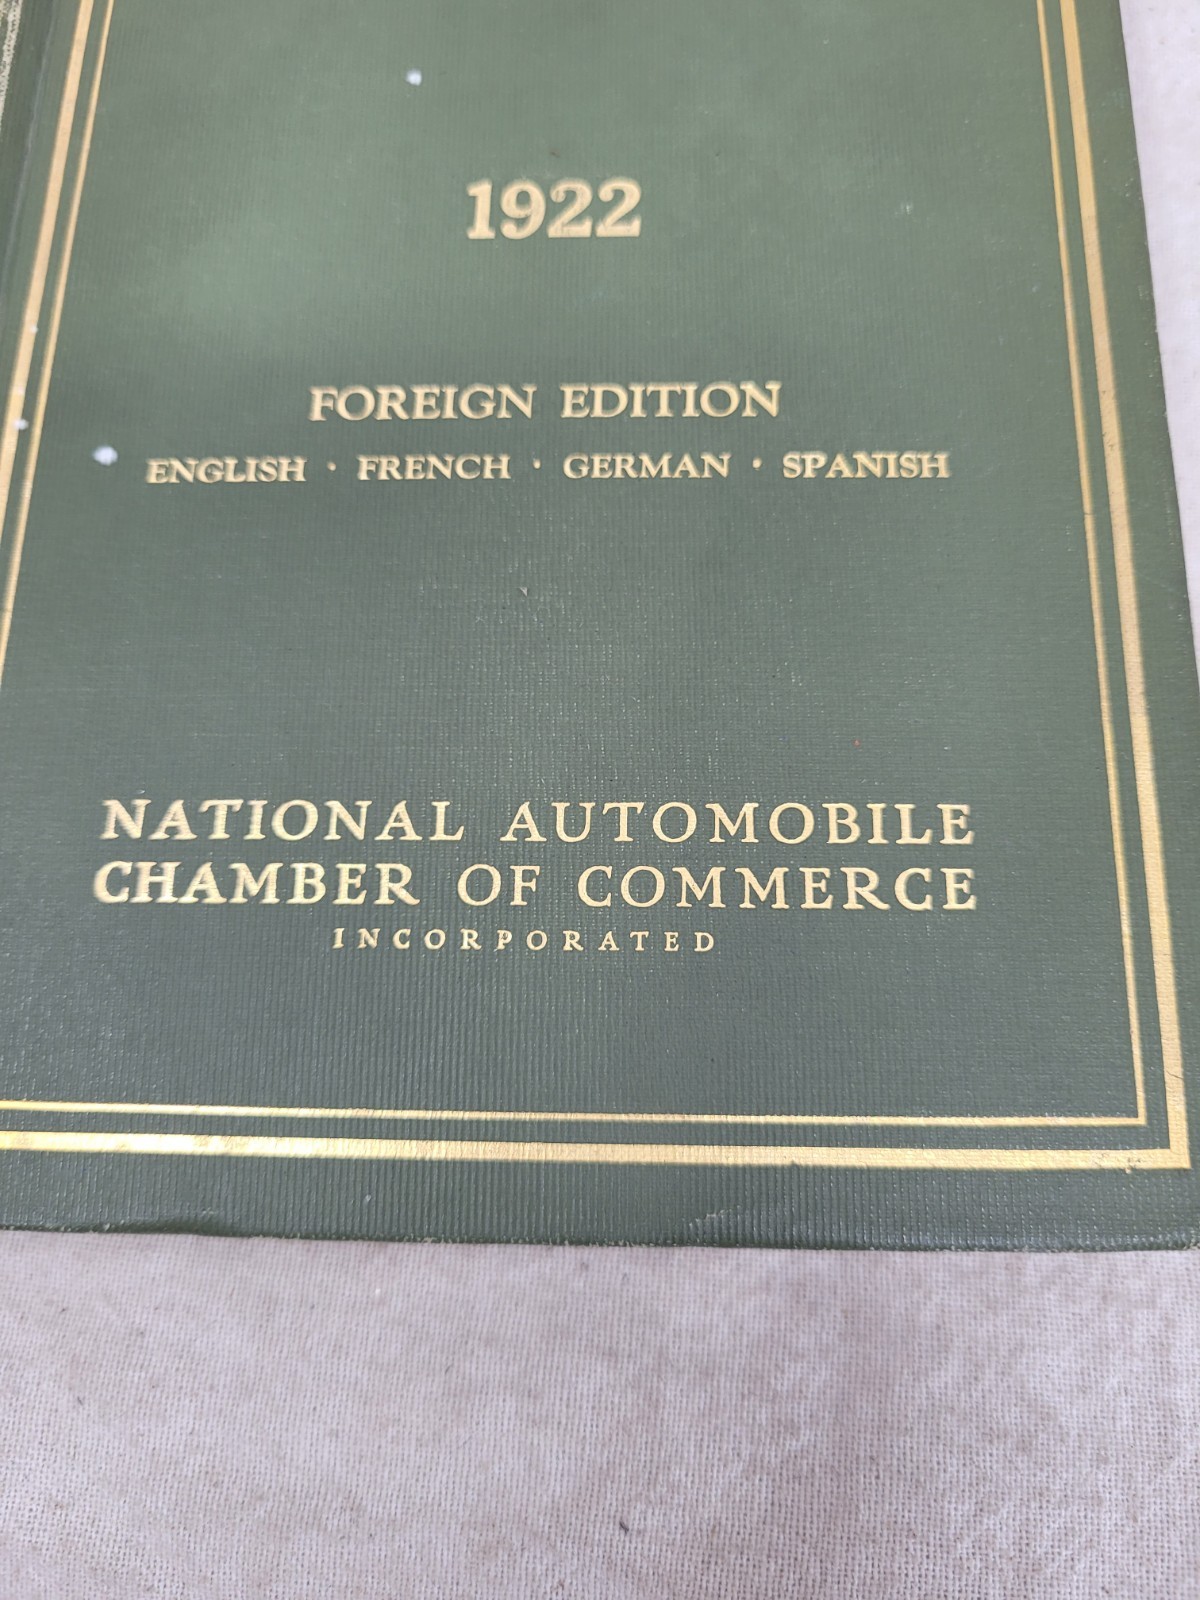 1922
FOREIGN EDITION
ENGLISH · FRENCH · GERMAN · SPANISH
NATIONAL AUTOMOBILE
CHAMBER OF COMMERCE
INCORPORATED